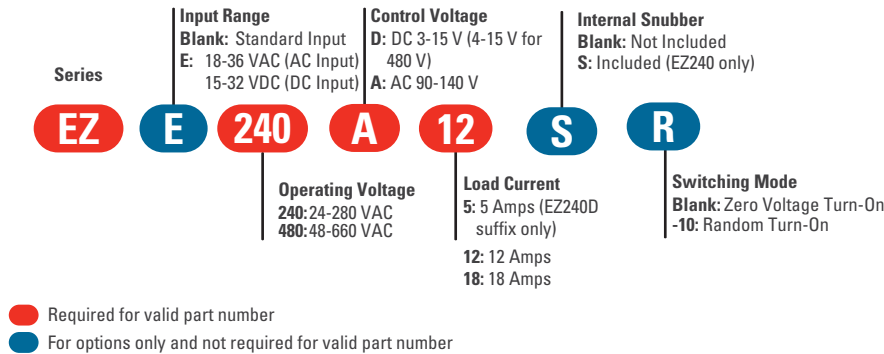 Input Range
Blank: Standard Input
E: 18-36 VAC (AC Input)
15-32 VDC (DC Input)
Control Voltage
D: DC 3-15 V (4-15 V for
480 V)
A: AC 90-140 V
Internal Snubber
Blank: Not Included
S: Included (EZ240 only)
Series
EZ E 240 A 12 S R
Operating Voltage
240: 24-280 VAC
480: 48-660 VAC
Load Current
5: 5 Amps (EZ240D
suffix only)
12: 12 Amps
18: 18 Amps
Switching Mode
Blank: Zero Voltage Turn-On
-10: Random Turn-On
Required for valid part number
For options only and not required for valid part number